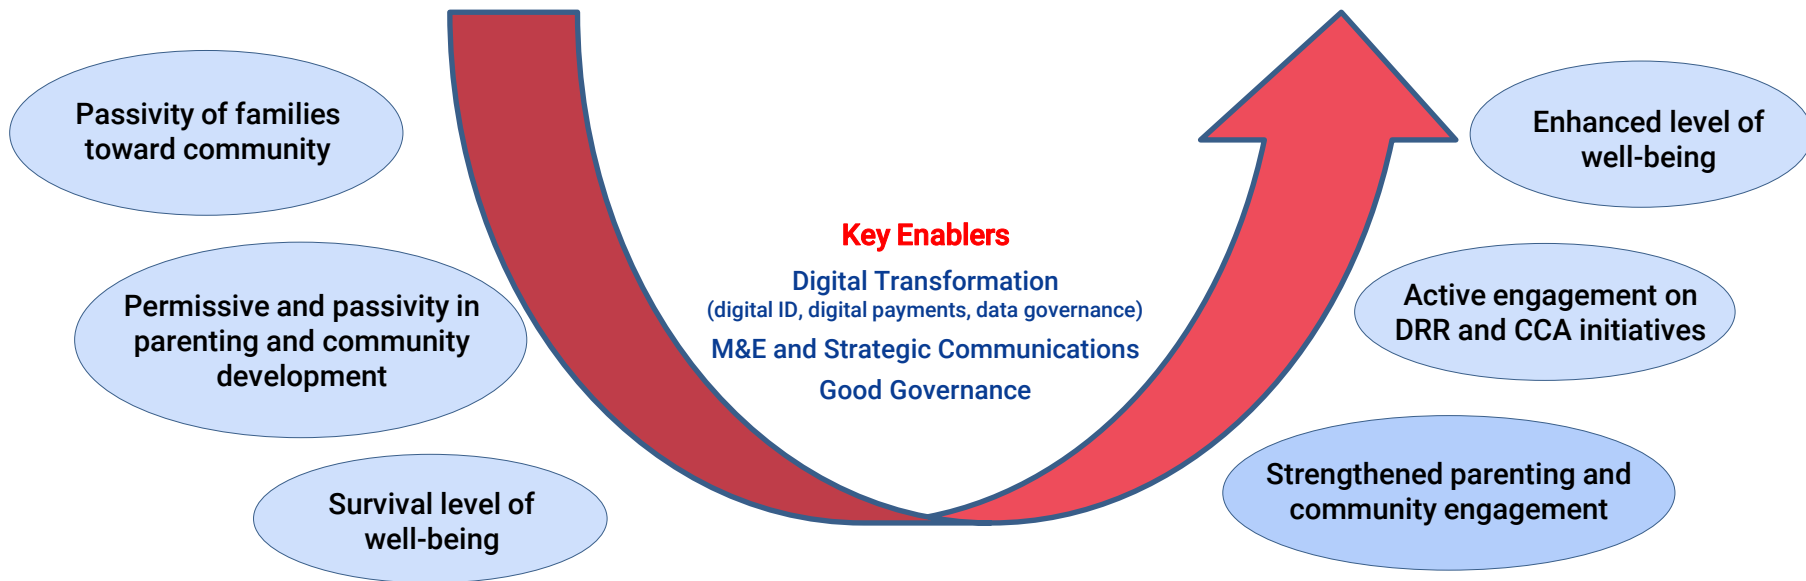 Passivity of families
toward community
Permissive and passivity in
parenting and community
development
Survival level of
well-being
Key Enablers
Digital Transformation
(digital ID, digital payments, data governance)
M&E and Strategic Communications
Good Governance
Enhanced level of
well-being
Active engagement on
DRR and CCA initiatives
Strengthened parenting and
community engagement